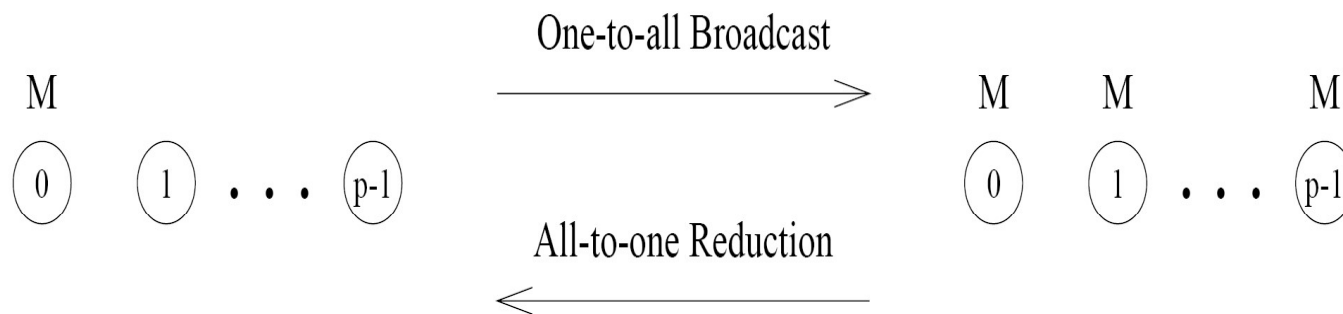 One-to-all Broadcast
M
M M M
0 1 . . . p-1
0 1 . . . p-1
All-to-one Reduction